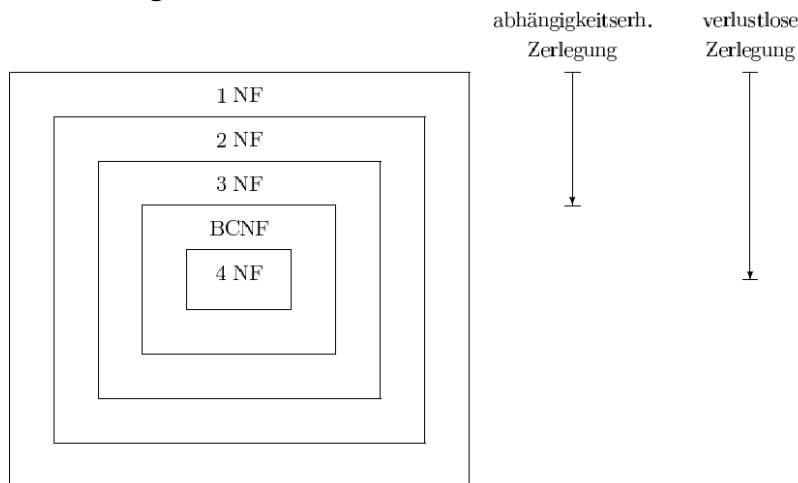 abhängigkeitserh.
Zerlegung
verlustlose
Zerlegung
1 NF
2 NF
3 NF
BCNF
4 NF